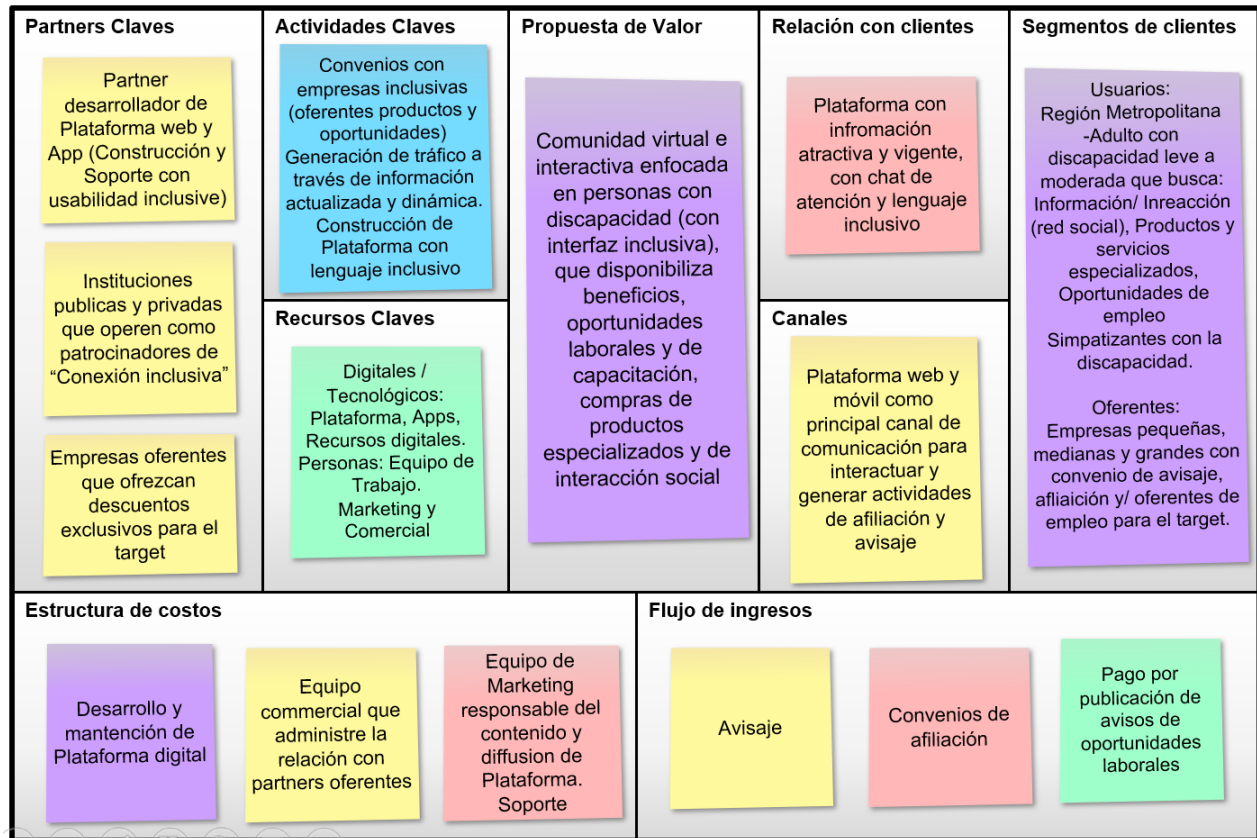 Partners Claves
Partner
desarrollador de
Plataforma web y
App (Construcción y
Soporte con
usabilidad inclusive)
Instituciones
publicas y privadas
que operen como
patrocinadores de
“Conexión inclusiva”
Empresas oferentes
que ofrezcan
descuentos
exclusivos para el
target
Actividades Claves
Convenios con
empresas inclusivas
(oferentes productos y
oportunidades)
Generación de tráfico a
través de información
actualizada y dinámica.
Construcción de
Plataforma con
lenguaje inclusivo
Recursos Claves
Digitales /
Tecnológicos:
Plataforma, Apps,
Recursos digitales.
Personas: Equipo de
Trabajo.
Marketing y
Comercial
Propuesta de Valor
Comunidad virtual e
interactiva enfocada
en personas con
discapacidad (con
interfaz inclusiva),
que disponibiliza
beneficios,
oportunidades
laborales y de
capacitación,
compras de
productos
especializados y de
interacción social
Relación con clientes
Plataforma con
infromación
atractiva y vigente,
con chat de
atención y lenguaje
inclusivo
Canales
Plataforma web y
móvil como
principal canal de
comunicación para
interactuar y
generar actividades
de afiliación y
avisaje
Segmentos de clientes
Usuarios:
Región Metropolitana
-Adulto con
discapacidad leve a
moderada que busca:
Información/ Inreacción
(red social), Productos y
servicios
especializados,
Oportunidades de
empleo
Simpatizantes con la
discapacidad.
Oferentes:
Empresas pequeñas,
medianas y grandes con
convenio de avisaje,
afliaición y/ oferentes de
empleo para el target.
Estructura de costos
Desarrollo y
mantención de
Plataforma digital
Equipo
commercial que
administre la
relación con
partners oferentes
Equipo de
Marketing
responsable del
contenido y
diffusion de
Plataforma.
Soporte
Flujo de ingresos
Avisaje
Convenios de
afiliación
Pago por
publicación de
avisos de
oportunidades
laborales